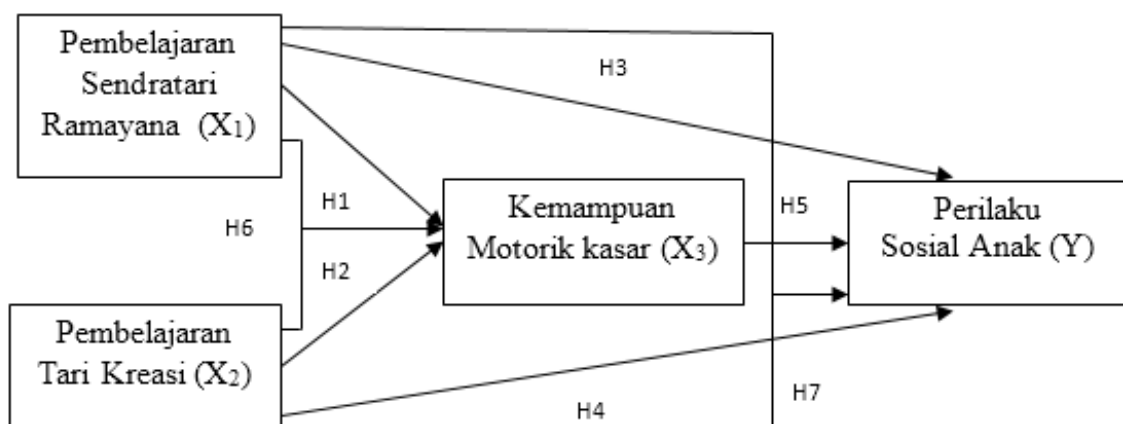 Pembelajaran
Sendratari
Ramayana (X₁)
H3
H1
H6
H2
Kemampuan
Motorik kasar (X₃)
H5
Perilaku
Sosial Anak (Y)
Pembelajaran
Tari Kreasi (X₂)
H4
H7